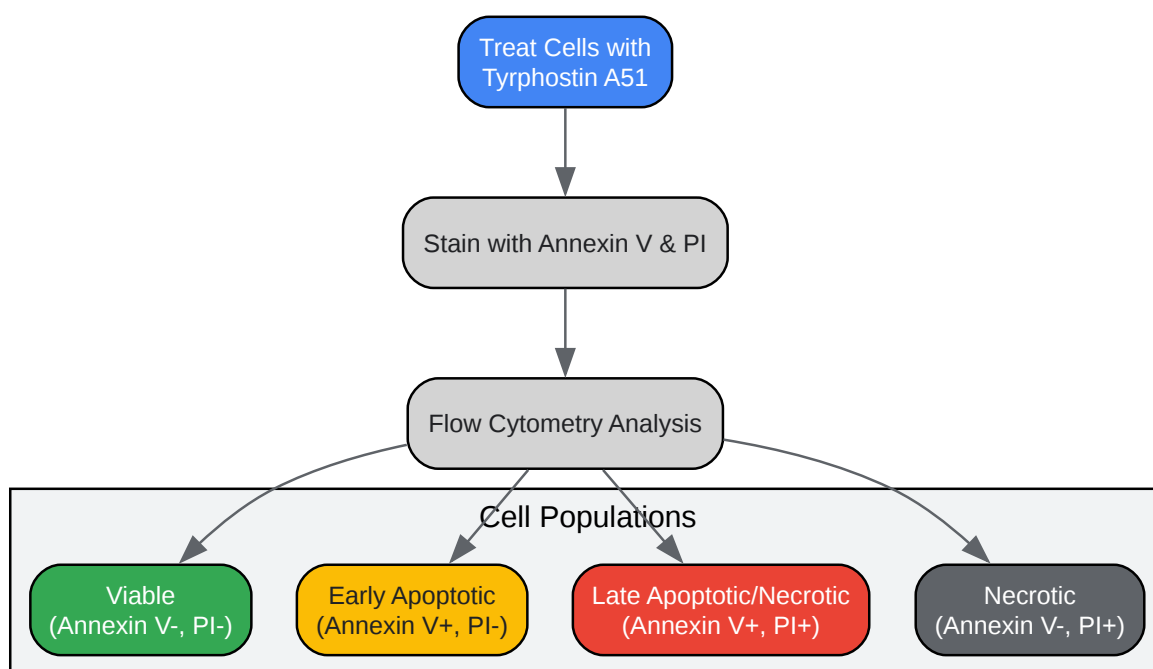 Treat Cells with
Tyrphostin A51
Stain with Annexin V & PI
Flow Cytometry Analysis
Cell Populations
Viable
(Annexin V-, PI-)
Early Apoptotic
(Annexin V+, PI-)
Late Apoptotic/Necrotic
(Annexin V+, PI+)
Necrotic
(Annexin V-, PI+)